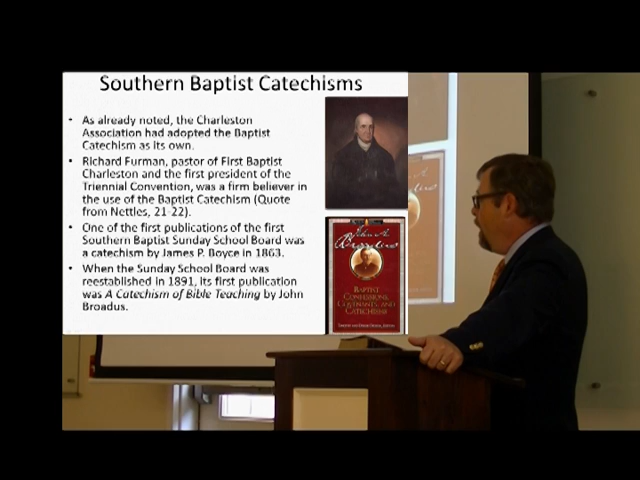 Southern Baptist Catechisms
• As already noted, the Charleston
Association had adopted the Baptist
Catechism as its own.
• Richard Furman, pastor of First Baptist
Charleston and the first president of the
Triennial Convention, was a firm believer in
the use of the Baptist Catechism (Quote
from Nettles, 21-22).
• One of the first publications of the first
Southern Baptist Sunday School Board was
a catechism by James P. Boyce in 1863.
• When the Sunday School Board was
reestablished in 1891, its first publication
was A Catechism of Bible Teaching by John
Broadus.
John A.
Broadus
BAPTIST
CONFESSIONS,
COVENANTS, AND
CATECHISMS